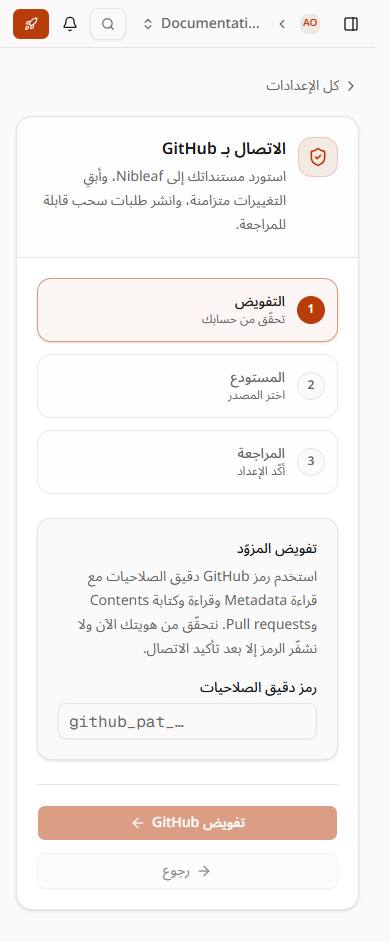 Documentati...
AO
كل الإعدادات
الاتصال بـ GitHub
استورد مستنداتك إلى Nibleaf، وأبقِ
التغييرات متزامنة، وانشر طلبات سحب قابلة
للمراجعة.
1
التفويض
تحقّق من حسابك
2
المستودع
اختر المصدر
3
المراجعة
أكّد الإعداد
تفويض المزوّد
استخدم رمز GitHub دقيق الصلاحيات مع
قراءة Metadata وقراءة وكتابة Contents
وPull requests. نتحقّق من هويتك الآن ولا
نشفّر الرمز إلا بعد تأكيد الاتصال.
رمز دقيق الصلاحيات
github_pat_…
تفويض GitHub
رجوع